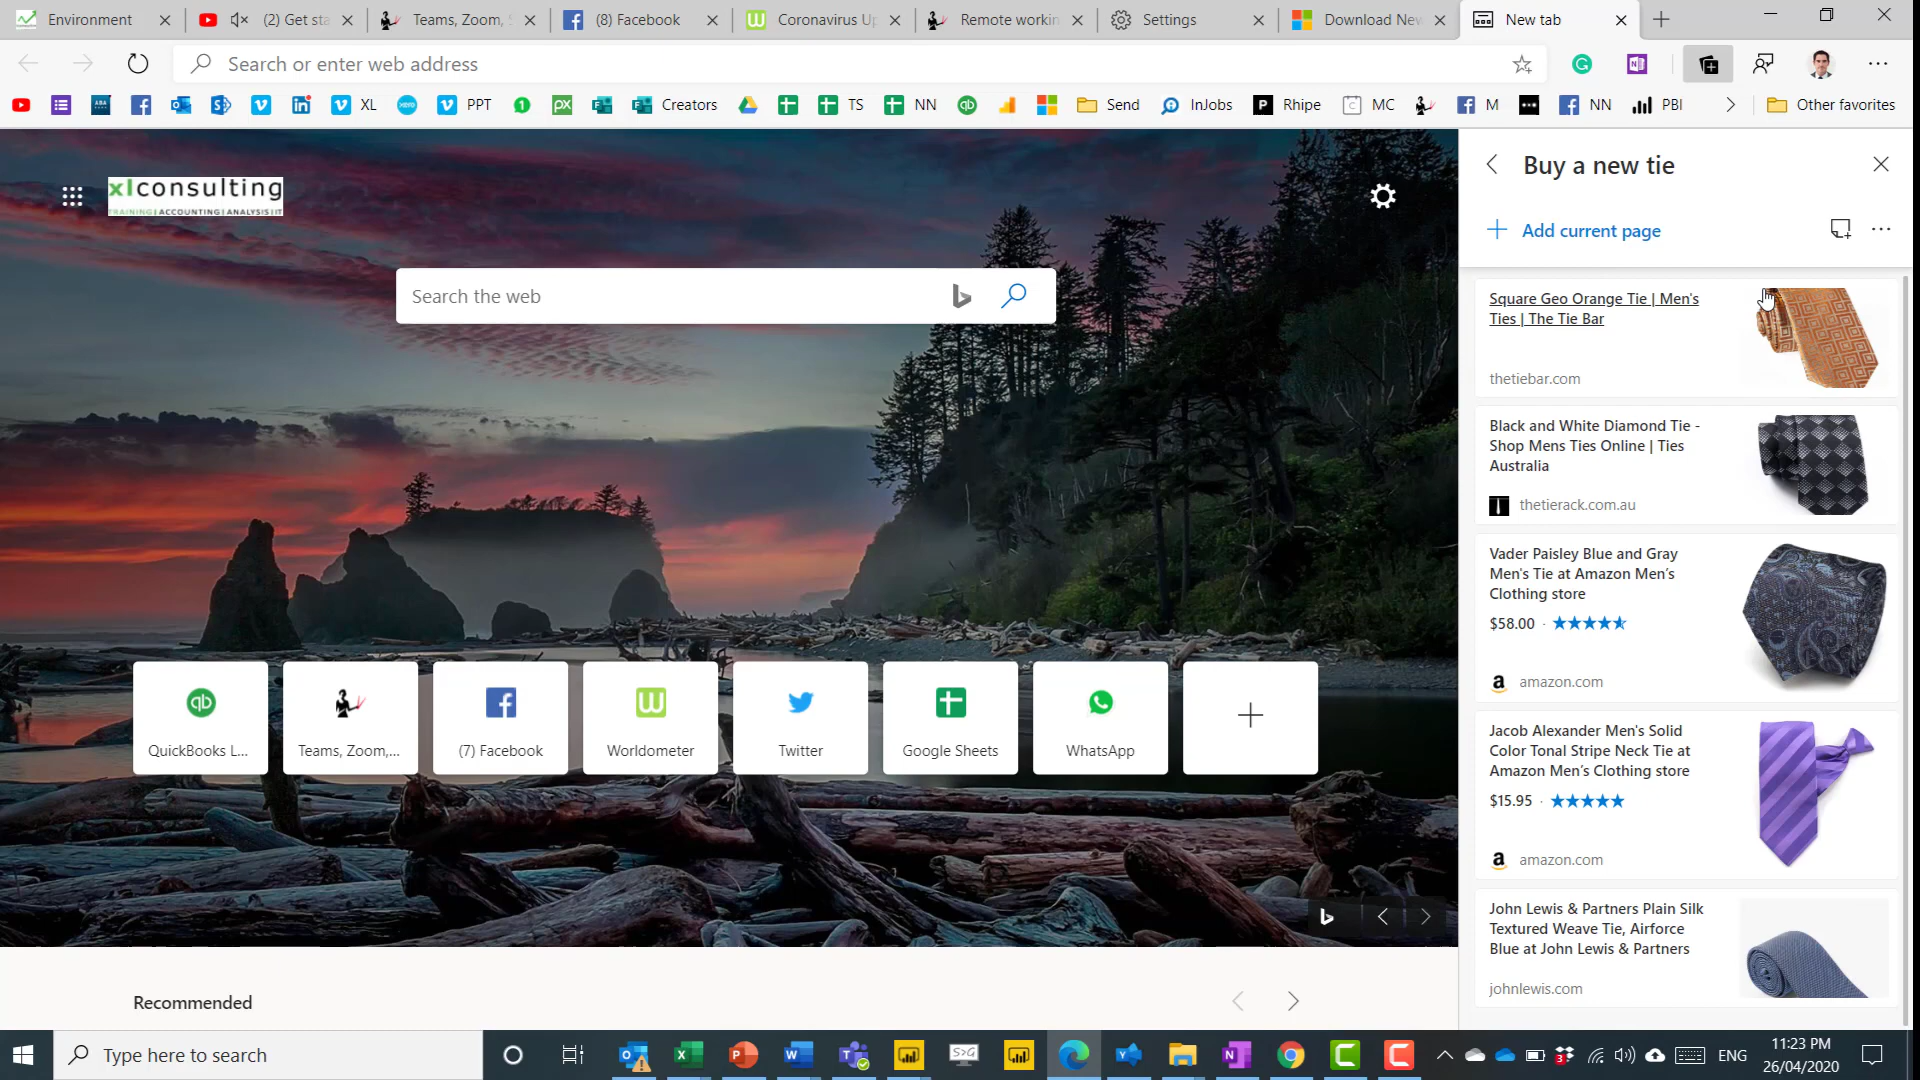 Environment
(2) Get sta
Teams, Zoom, S
(8) Facebook
Coronavirus Up
Remote workin
Settings
Download New
New tab
Search or enter web address
XL
PPT
Creators
TS
NN
Send
InJobs
Rhipe
MC
M
NN
PBI
Other favorites
xlconsulting
TRAINING | ACCOUNTING | ANALYSIS | IT
Search the web
QuickBooks L...
Teams, Zoom,...
(7) Facebook
Worldometer
Twitter
Google Sheets
WhatsApp
Recommended
Buy a new tie
Add current page
Square Geo Orange Tie | Men's
Ties | The Tie Bar
thetiebar.com
Black and White Diamond Tie -
Shop Mens Ties Online | Ties
Australia
thetierack.com.au
Vader Paisley Blue and Gray
Men's Tie at Amazon Men's
Clothing store
$58.00 ·
amazon.com
Jacob Alexander Men's Solid
Color Tonal Stripe Neck Tie at
Amazon Men's Clothing store
$15.95 ·
amazon.com
John Lewis & Partners Plain Silk
Textured Weave Tie, Airforce
Blue at John Lewis & Partners
johnlewis.com
Type here to search
ENG
11:23 PM
26/04/2020